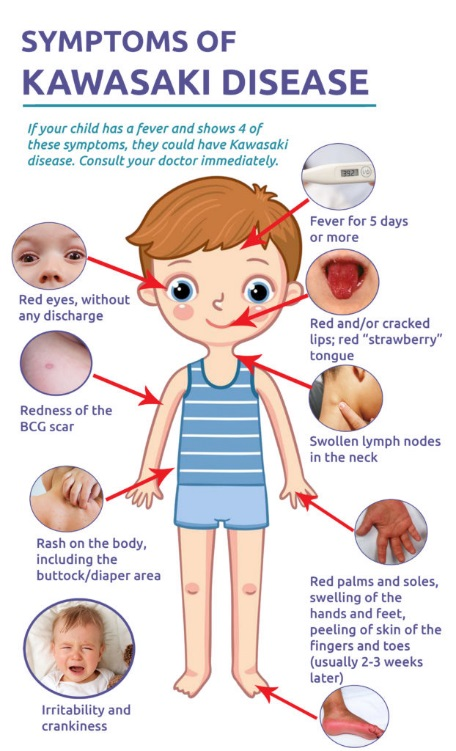 SYMPTOMS OF
KAWASAKI DISEASE
If your child has a fever and shows 4 of
these symptoms, they could have Kawasaki
disease. Consult your doctor immediately.
Fever for 5 days
or more
Red eyes, without
any discharge
Red and/or cracked
lips; red “strawberry”
tongue
Redness of the
BCG scar
Swollen lymph nodes
in the neck
Rash on the body,
including the
buttock/diaper area
Red palms and soles,
swelling of the
hands and feet,
peeling of skin of the
fingers and toes
(usually 2-3 weeks
later)
Irritability and
crankiness